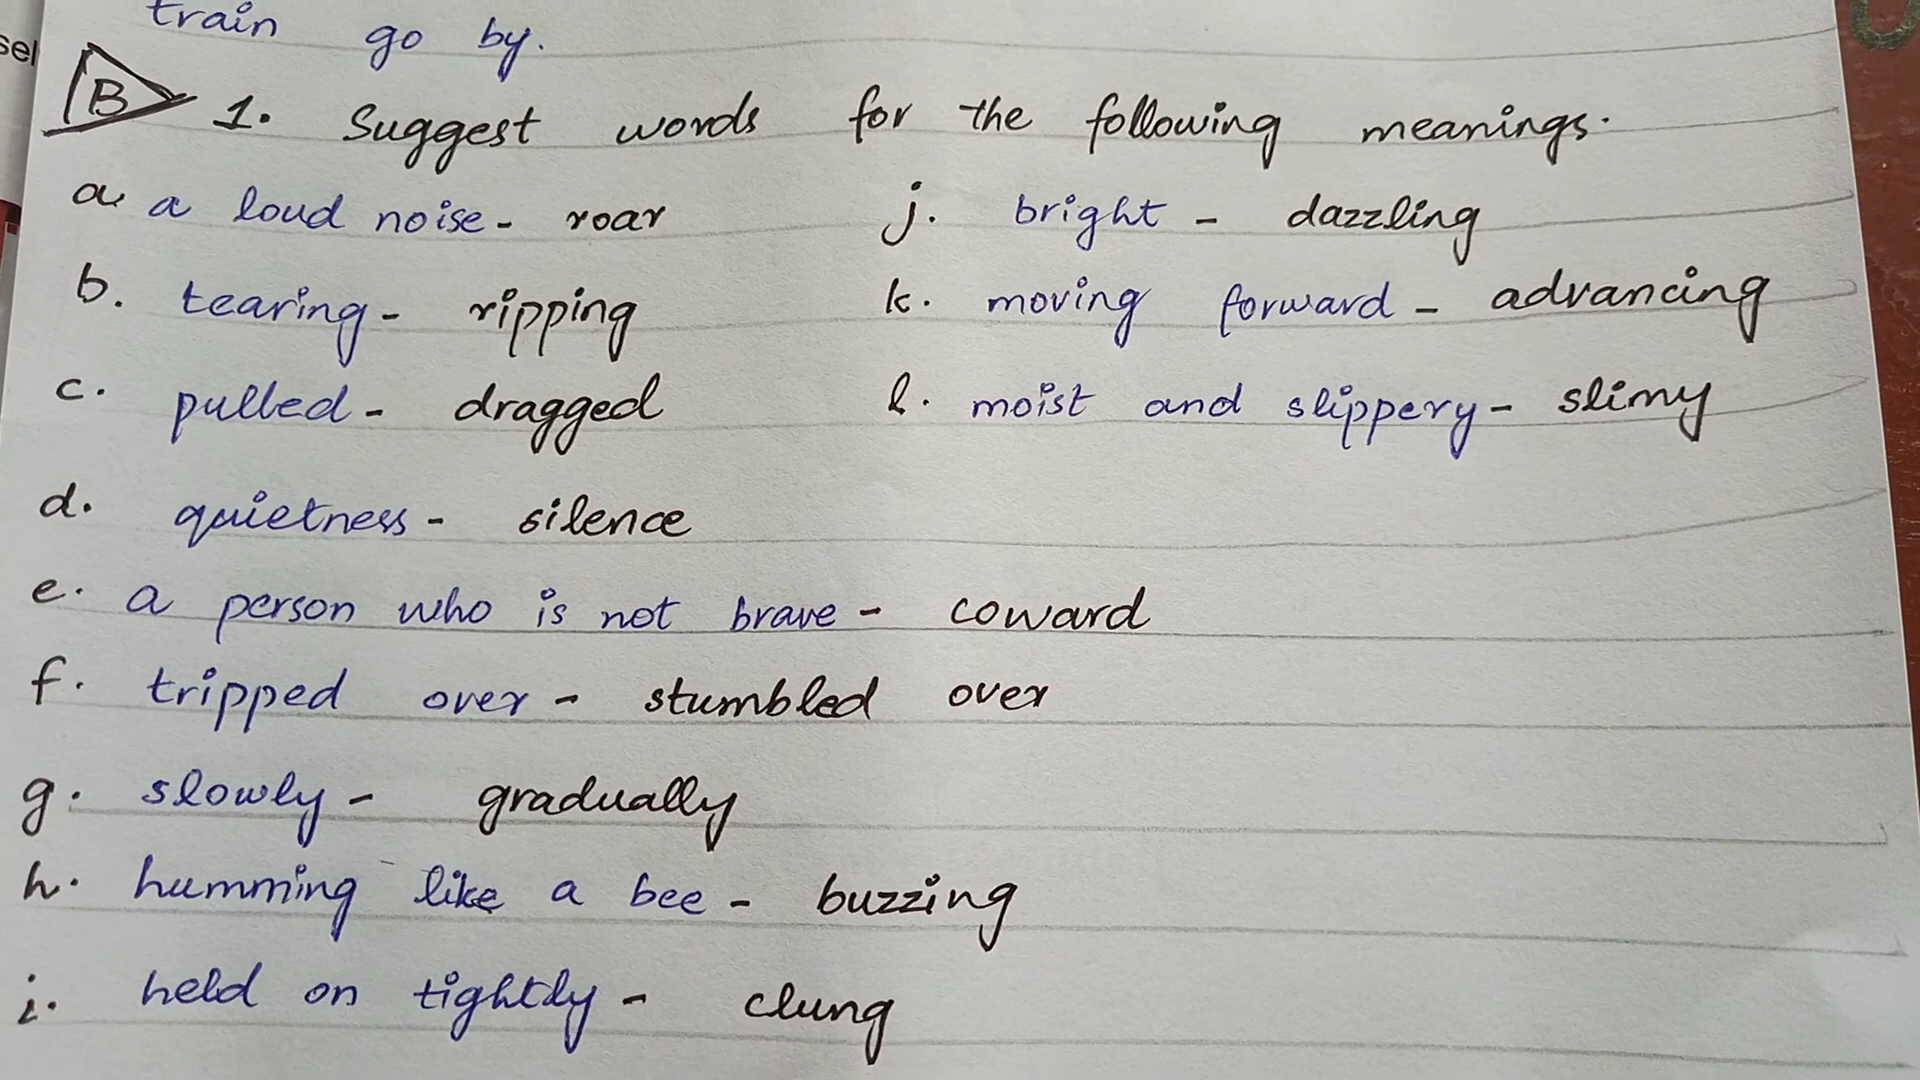 train go by.
sel
B 1. Suggest words for the following meanings.
a. a loud noise - roar
b. tearing - ripping
c. pulled - dragged
d. quietness - silence
e. a person who is not brave - coward
f. tripped over - stumbled over
g. slowly - gradually
h. humming like a bee - buzzing
i. held on tightly - clung
j. bright - dazzling
k. moving forward - advancing
l. moist and slippery - slimy